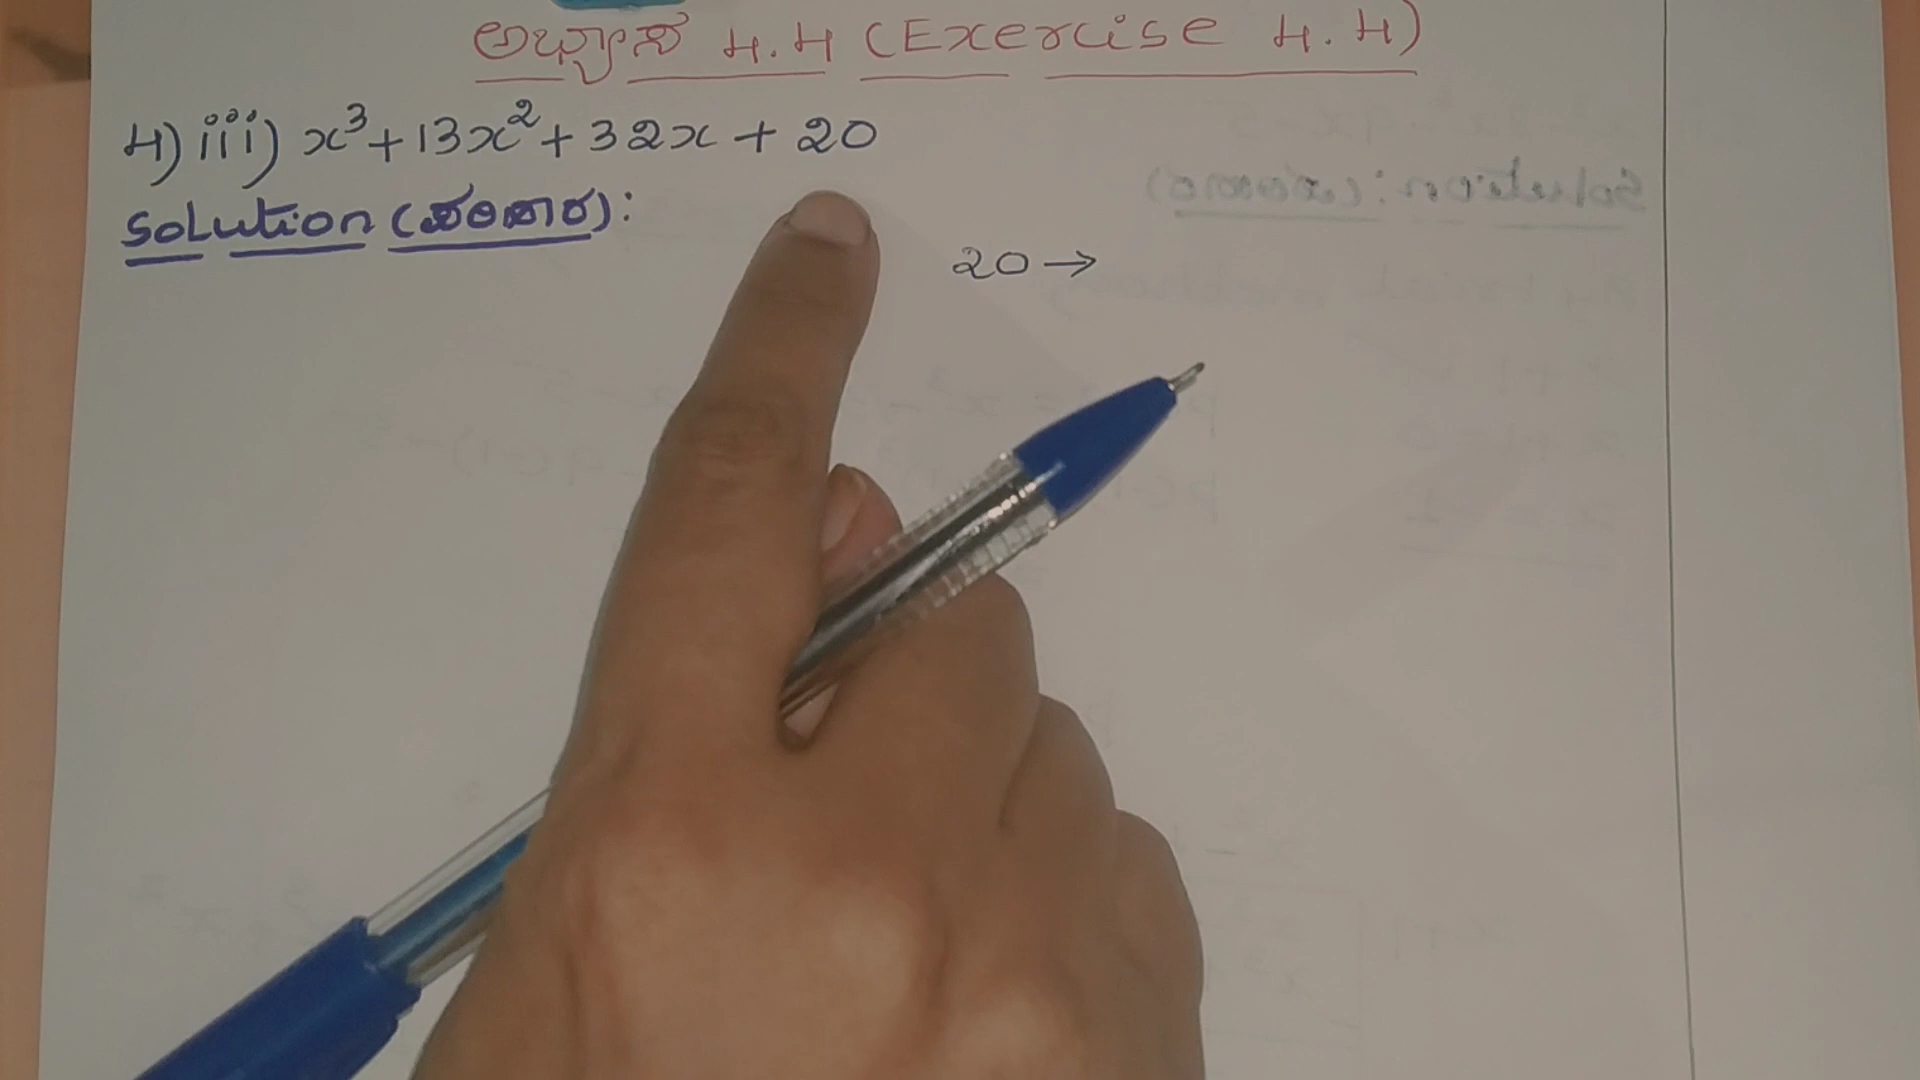 ಅಭ್ಯಾಸ 4.4 (Exercise 4.4)
4) iii) x³+13x²+32x + 20
Solution (ಪರಿಹಾರ):
20→